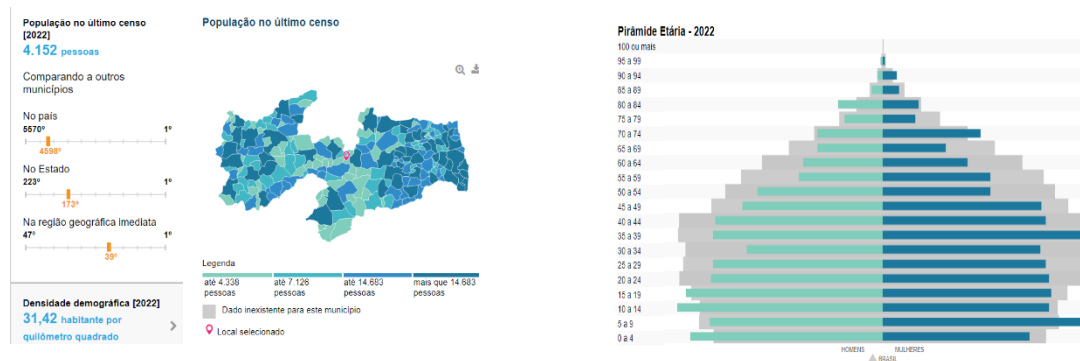 População no último censo
[2022]
4.152 pessoas
Comparando a outros
municípios
No país
5570º 1º
4598º
No Estado
223º 1º
173º
Na região geográfica imediata
47º 1º
39º
Densidade demográfica [2022]
31,42 habitante por
quilômetro quadrado
População no último censo
Legenda
até 4.338
pessoas
até 7.126
pessoas
até 14.683
pessoas
mais que 14.683
pessoas
Dado inexistente para este município
Local selecionado
Pirâmide Etária - 2022
100 ou mais
95 a 99
90 a 94
85 a 89
80 a 84
75 a 79
70 a 74
65 a 69
60 a 64
55 a 59
50 a 54
45 a 49
40 a 44
35 a 39
30 a 34
25 a 29
20 a 24
15 a 19
10 a 14
5 a 9
0 a 4
HOMENS MULHERES
BRASIL